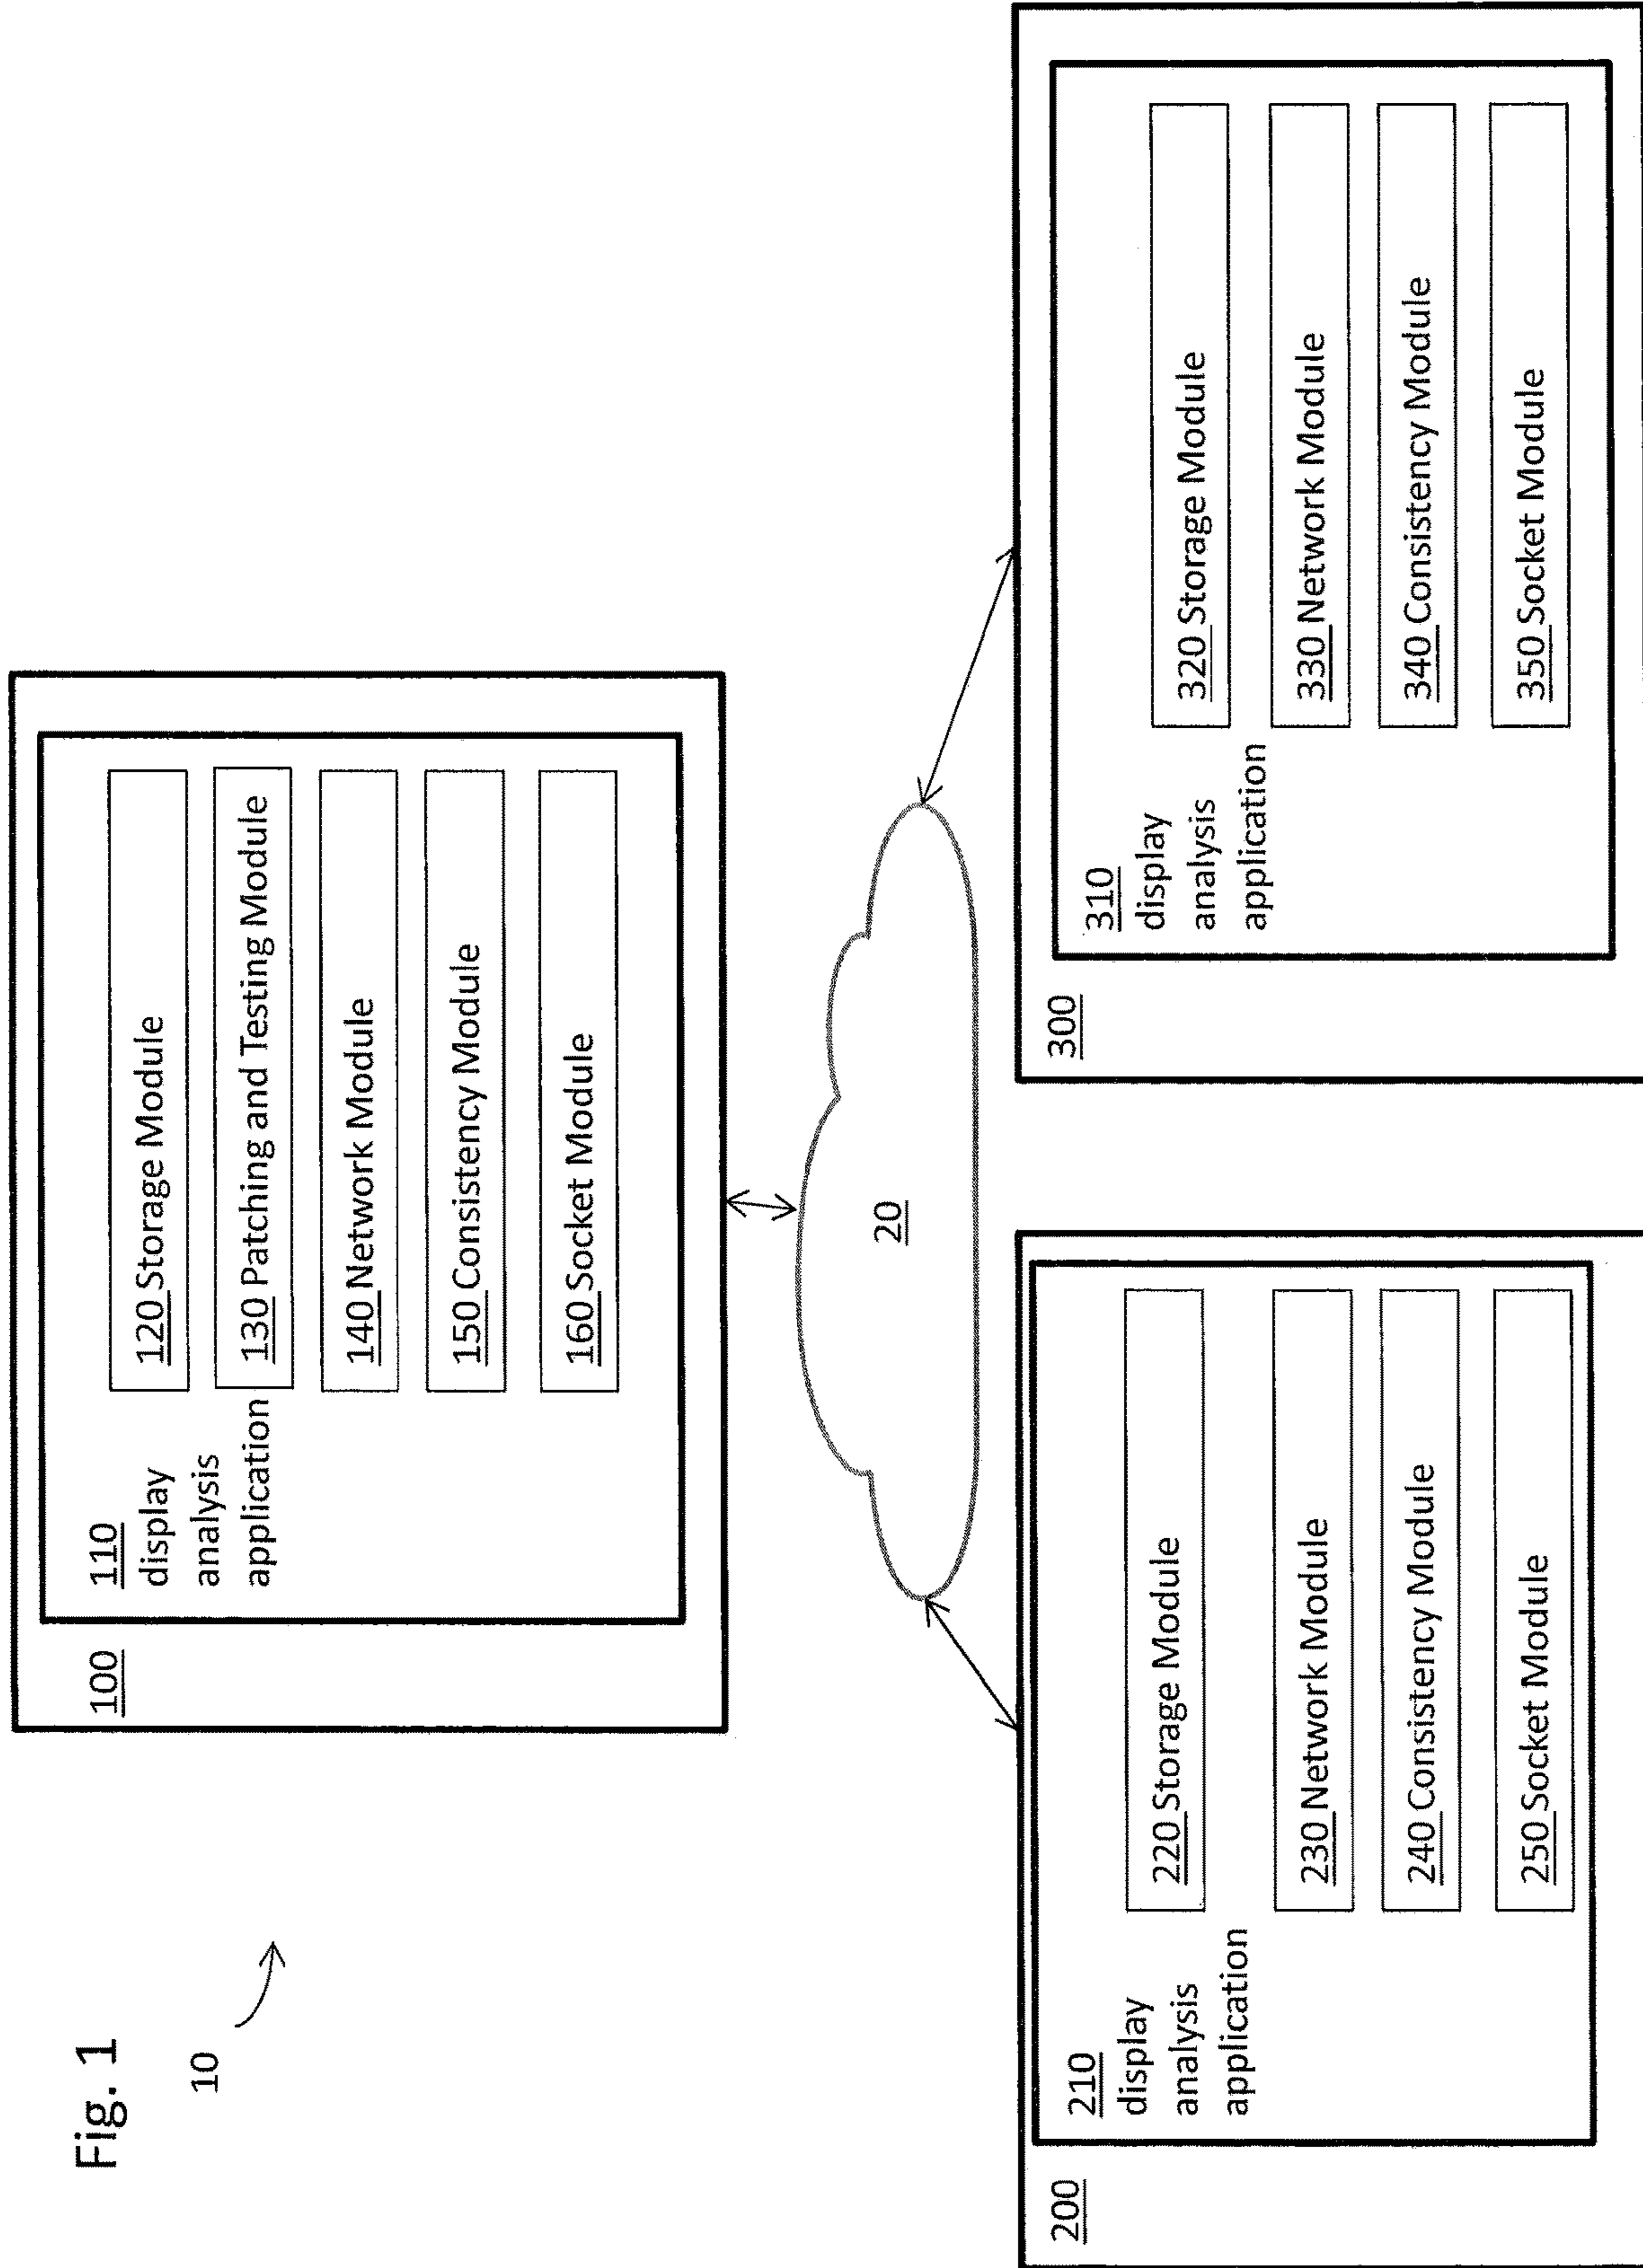 Fig. 1
10
100
110
display
analysis
application
120 Storage Module
130 Patching and Testing Module
140 Network Module
150 Consistency Module
160 Socket Module
20
200
210
display
analysis
application
220 Storage Module
230 Network Module
240 Consistency Module
250 Socket Module
300
310
display
analysis
application
320 Storage Module
330 Network Module
340 Consistency Module
350 Socket Module